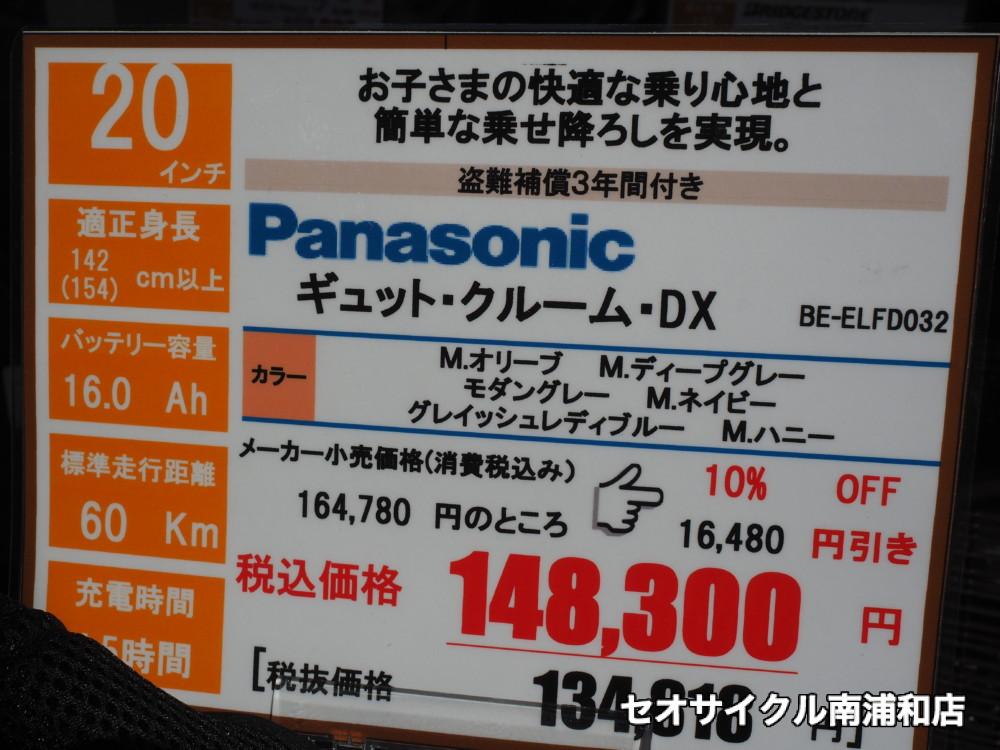 BRIDGESTONE
20
インチ
お子さまの快適な乗り心地と
簡単な乗せ降ろしを実現。
盗難補償3年間付き
適正身長
142
(154) cm以上
Panasonic
ギュット・クルーム・DX BE-ELFD032
バッテリー容量
16.0 Ah
カラー
M.オリーブ M.ディープグレー
モダングレー M.ネイビー
グレイッシュレディブルー M.ハニー
標準走行距離
60 Km
メーカー小売価格(消費税込み)
164,780 円のところ
10% OFF
16,480 円引き
充電時間
5時間
税込価格 148,300 円
[税抜価格 134,818 円]
セオサイクル南浦和店